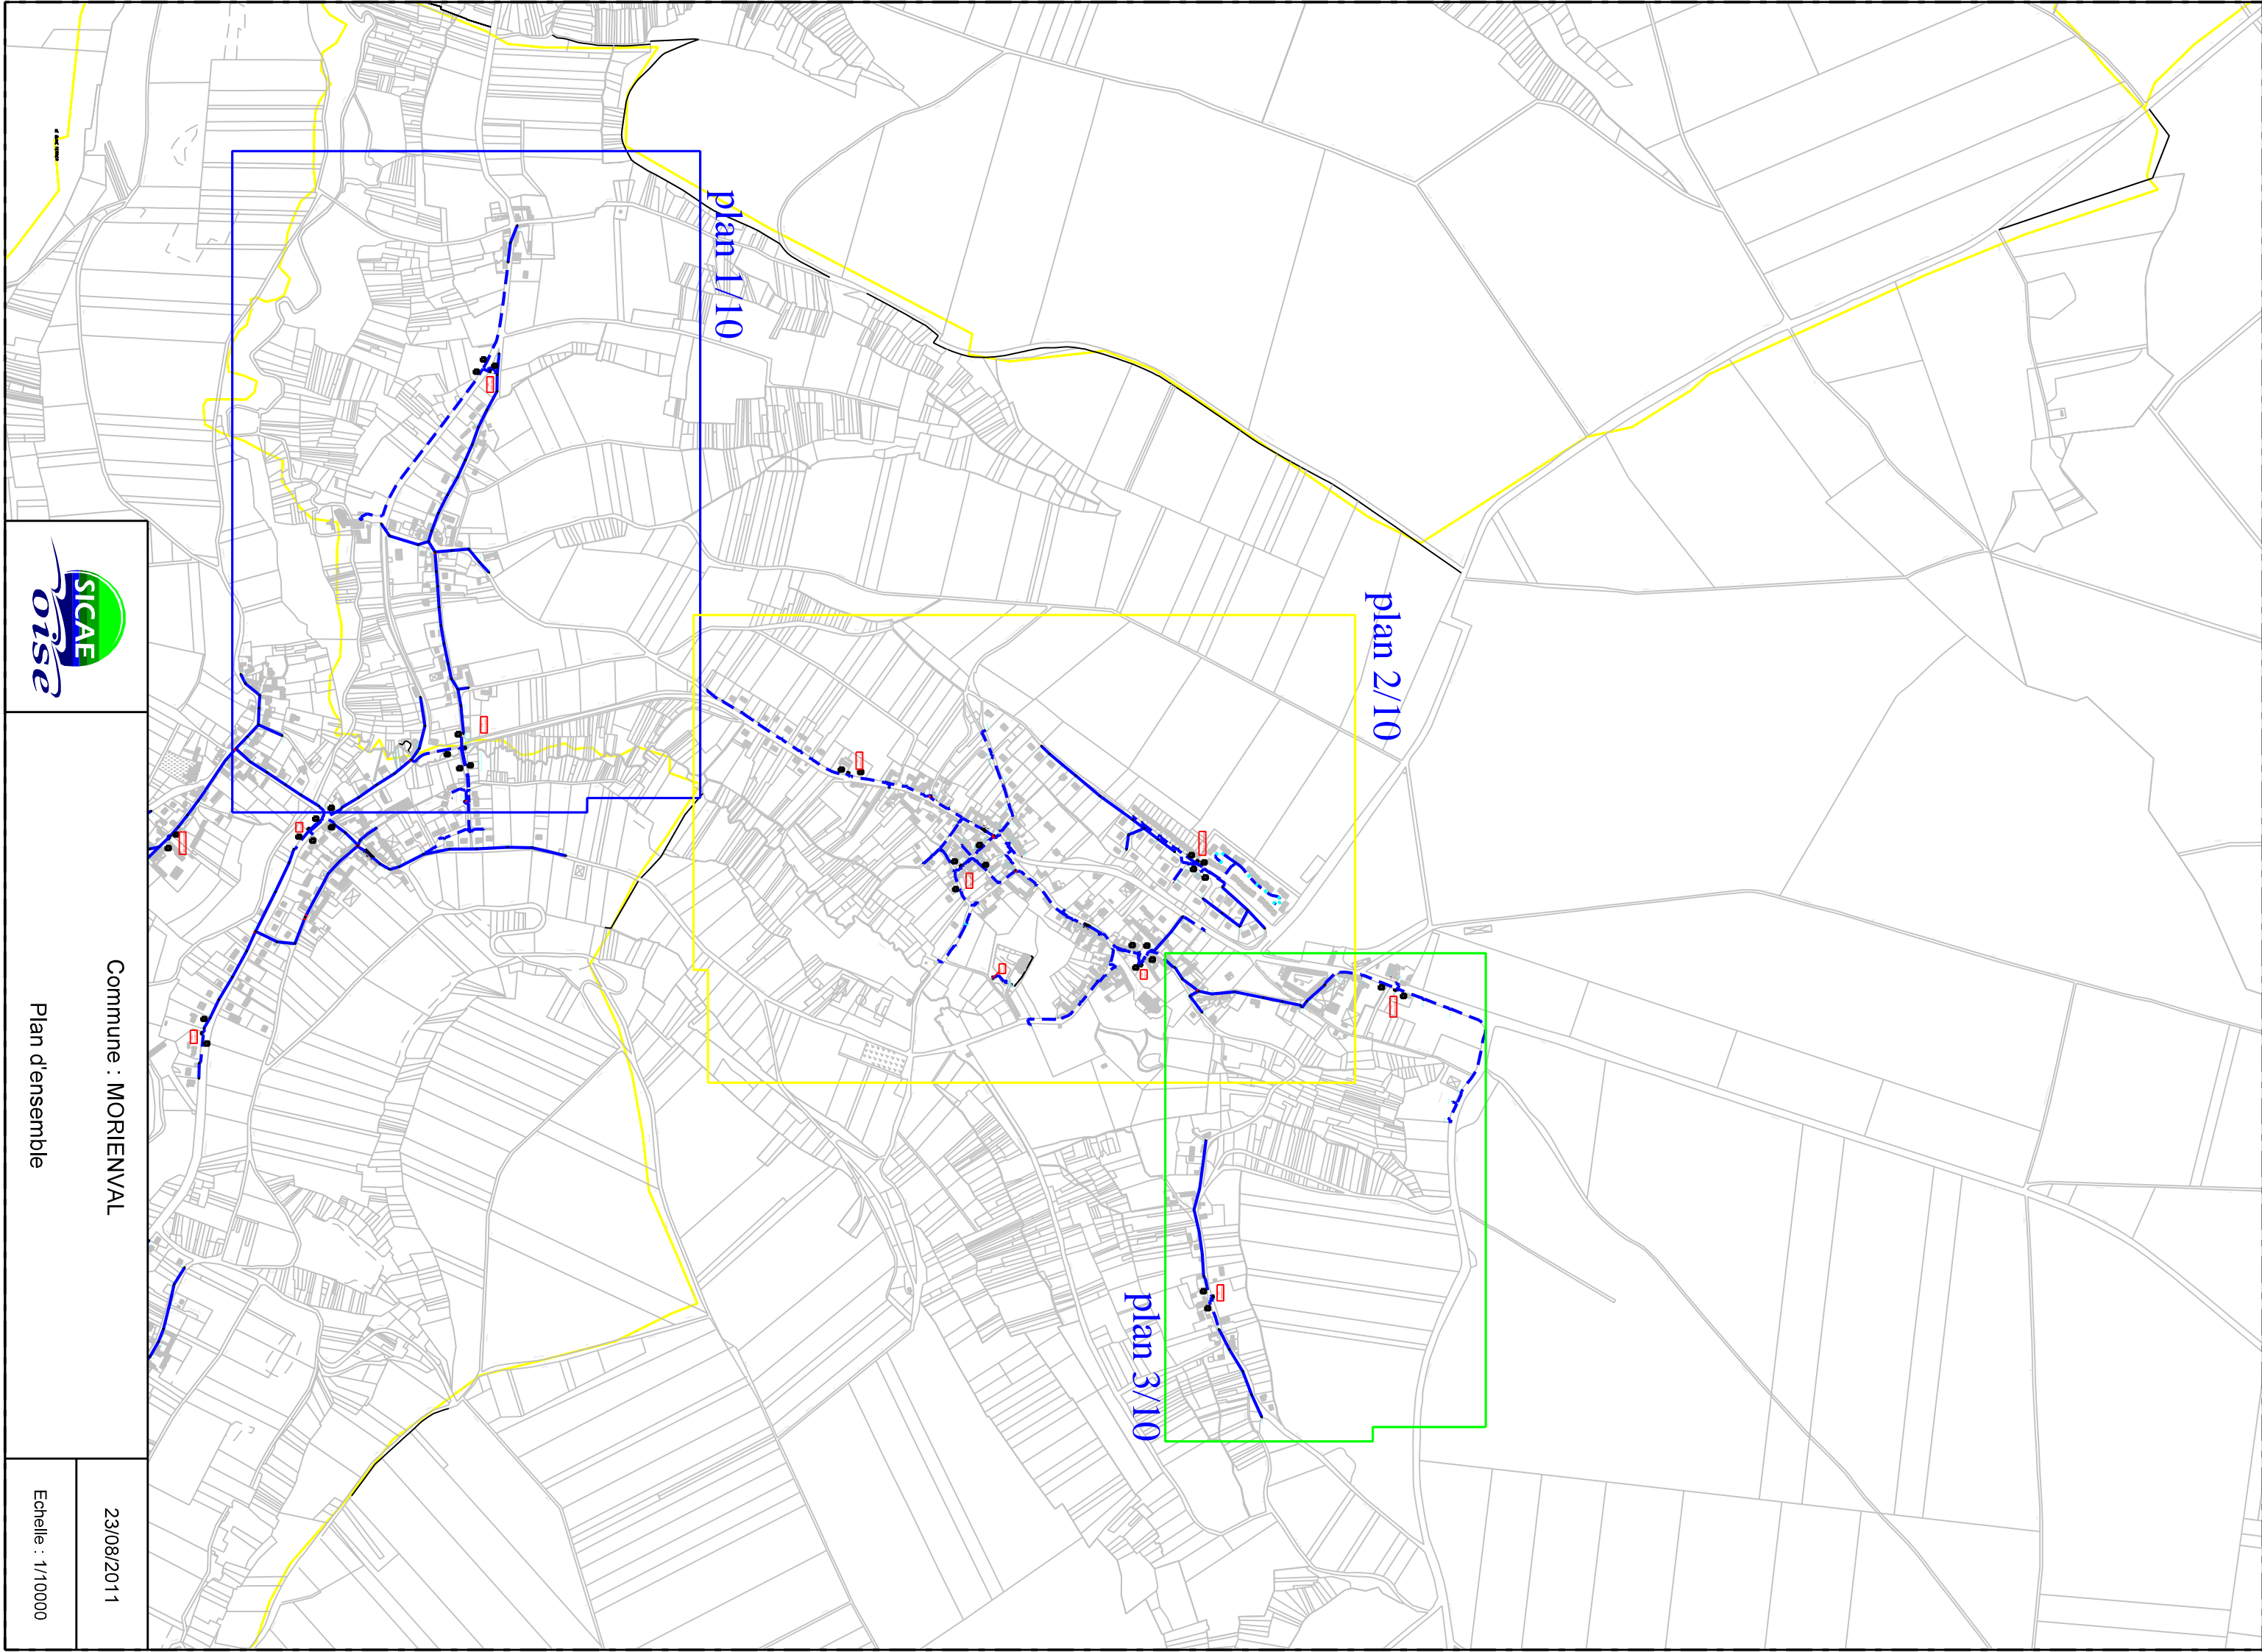 plan 1/10
plan 2/10
plan 3/10
SICAE
oise
Commune : MORIENVAL
Plan d'ensemble
23/08/2011
Echelle : 1/10000